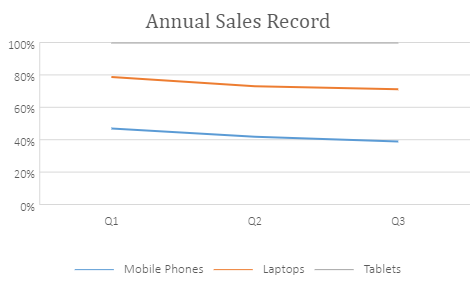 Annual Sales Record
100%
80%
60%
40%
20%
0%
Q1 Q2 Q3
Mobile Phones Laptops Tablets